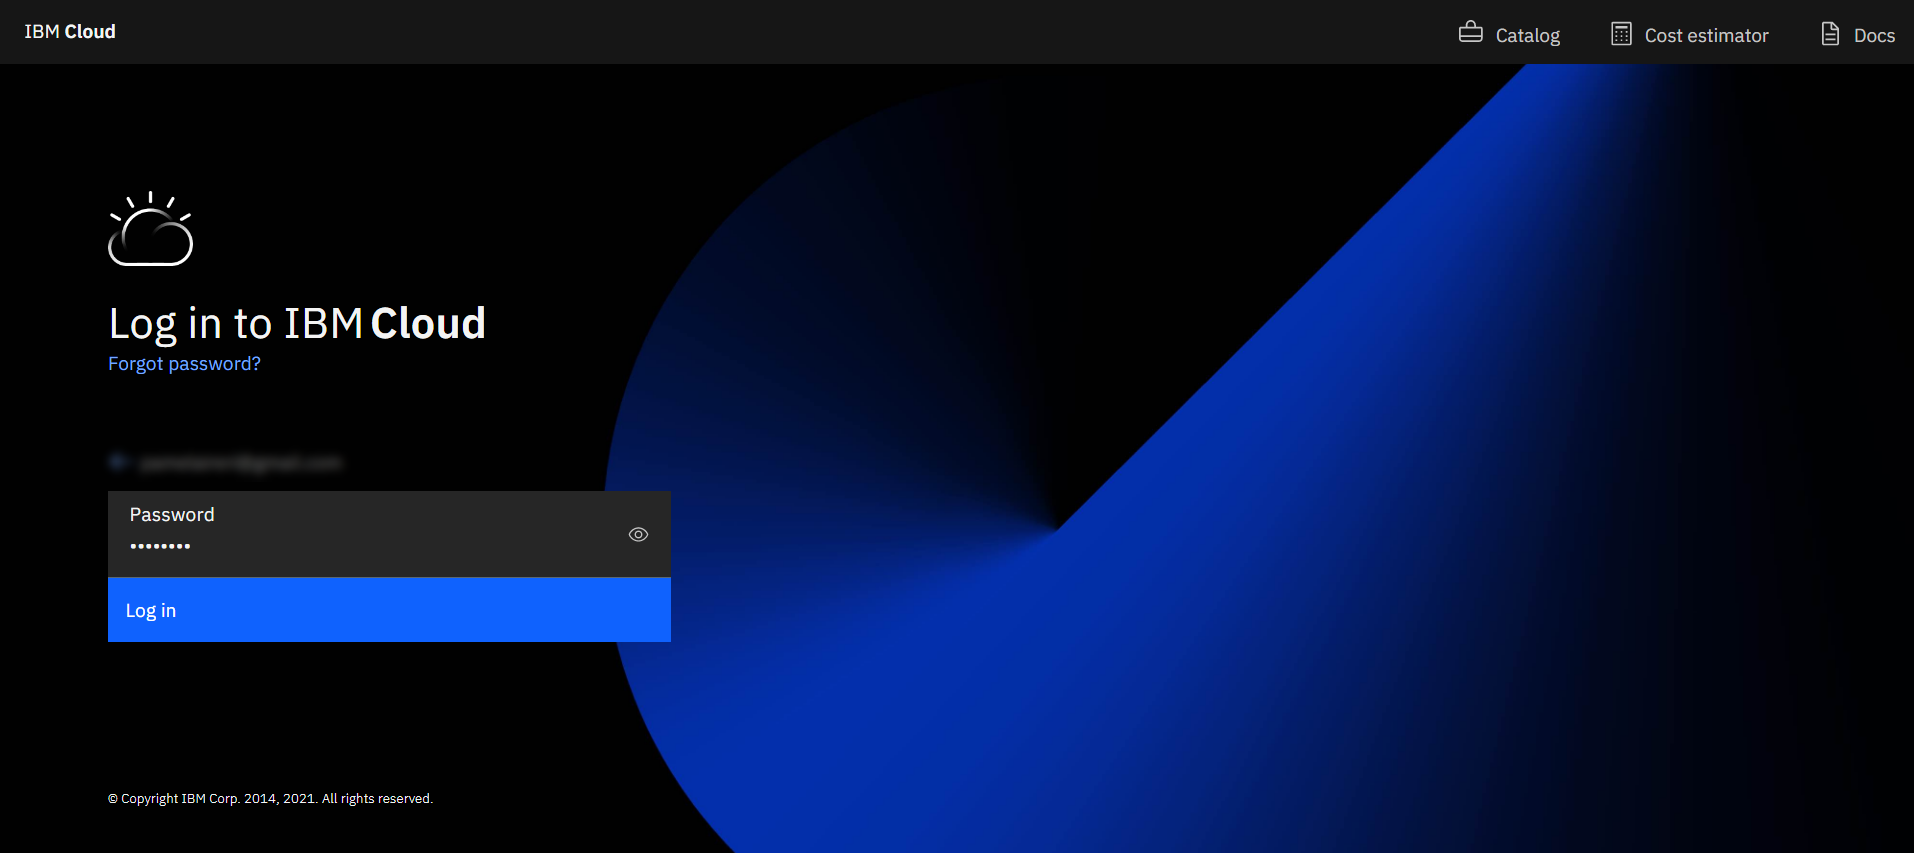 IBM Cloud
Catalog
Cost estimator
Docs
Log in to IBM Cloud
Forgot password?
Password
••••••••
Log in
© Copyright IBM Corp. 2014, 2021. All rights reserved.